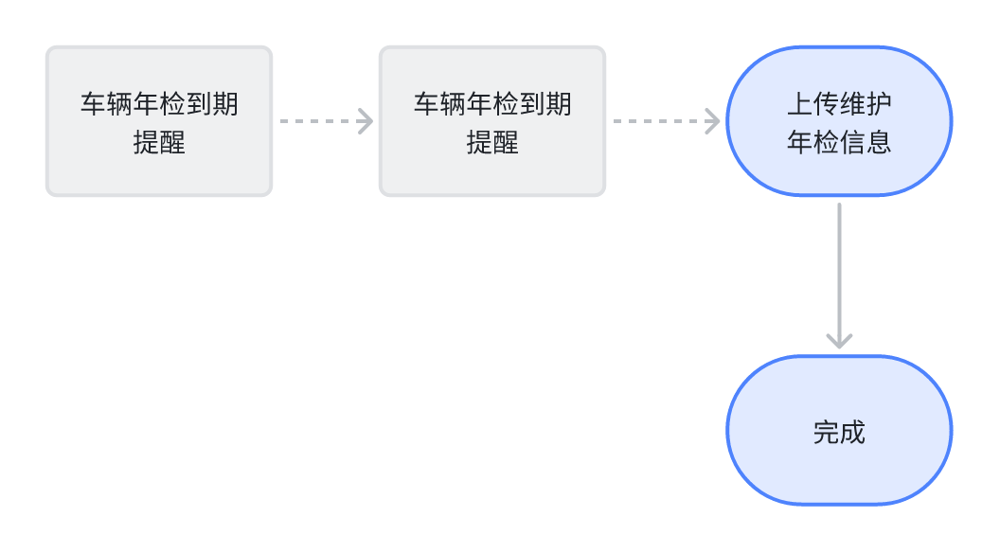 车辆年检到期
提醒
车辆年检到期
提醒
上传维护
年检信息
完成